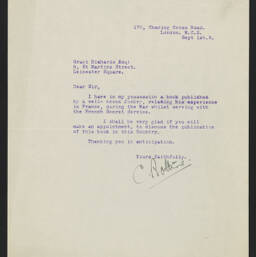 170, Charing Cross Road.
London. W.C.2.
Sept 1st.
Grant Richards Esq:
8, St Martins Street.
Leicester Square.
Dear Sir,
I have in my possession a book published
by a well known author, relating his experience
in France, during the War whilst serving with
the French Secret Service.
I shall be very glad if you will
make an appointment, to discuss the publication
of this book in this Country.
Thanking you in anticipation.
Yours Faithfully.